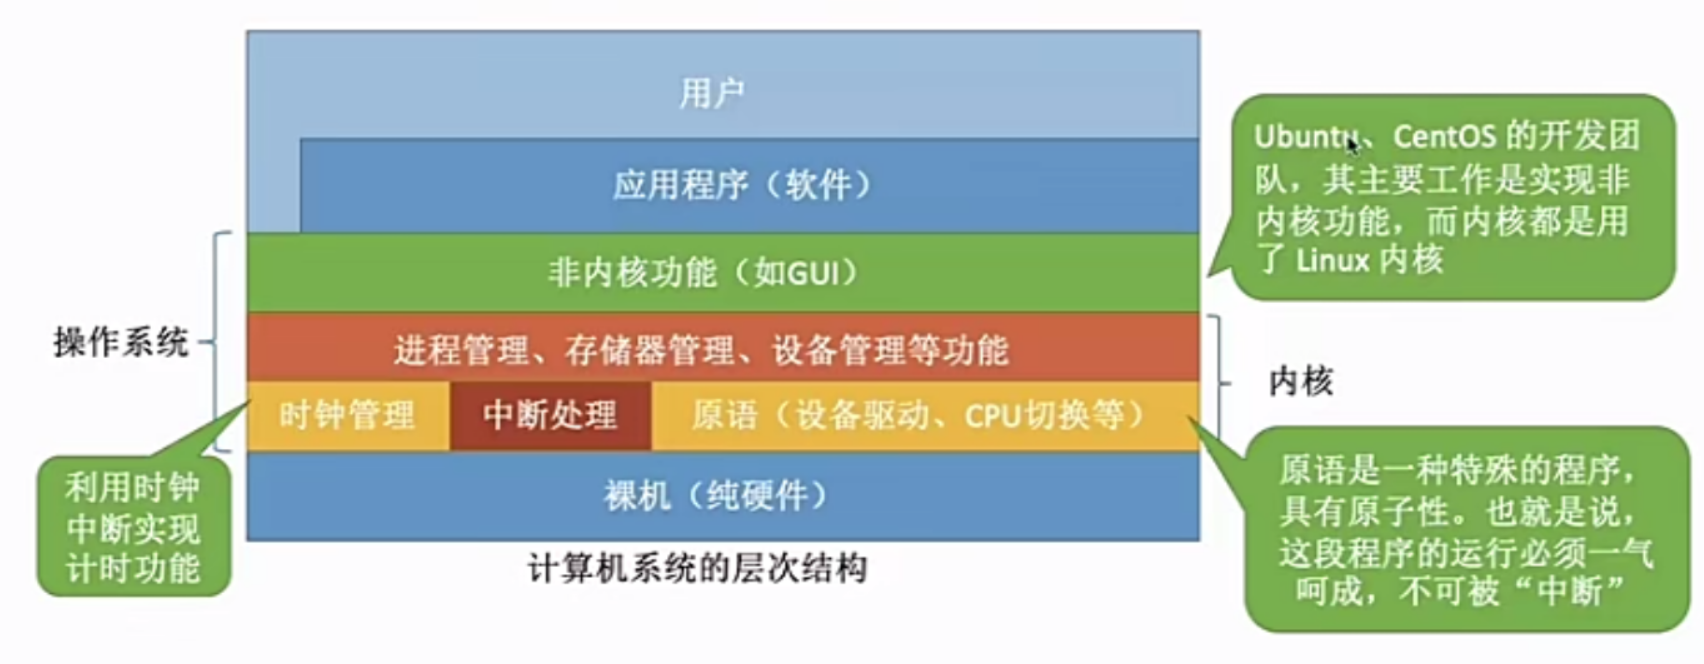 用户
应用程序（软件）
非内核功能（如GUI）
进程管理、存储器管理、设备管理等功能
时钟管理
中断处理
原语（设备驱动、CPU切换等）
裸机（纯硬件）
计算机系统的层次结构
操作系统
内核
利用时钟
中断实现
计时功能
Ubuntu、CentOS 的开发团
队，其主要工作是实现非
内核功能，而内核都是用
了 Linux 内核
原语是一种特殊的程序，
具有原子性。也就是说，
这段程序的运行必须一气
呵成，不可被“中断”